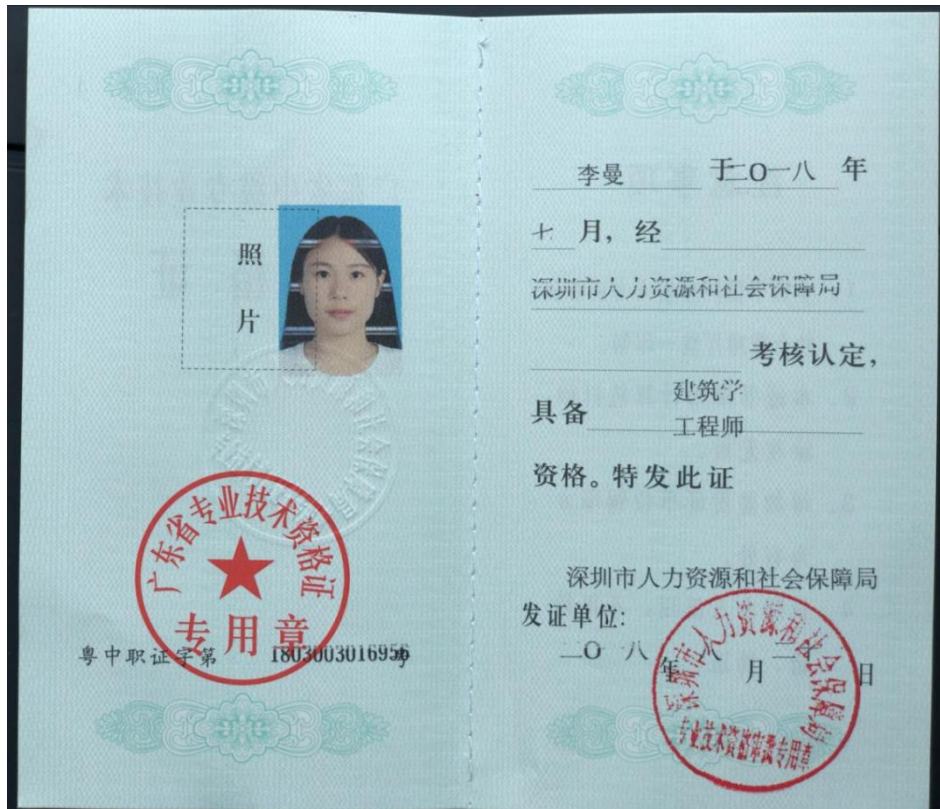 照
片
广东省专业技术资格证
专用章
粤中职证字第 1803003016956号
李曼 于二〇一八年
七月，经
深圳市人力资源和社会保障局
考核认定，
建筑学
具备
工程师
资格。特发此证
深圳市人力资源和社会保障局
发证单位：
二〇一八年八月 日
深圳市人力资源和社会保障局
专业技术资格审批专用章